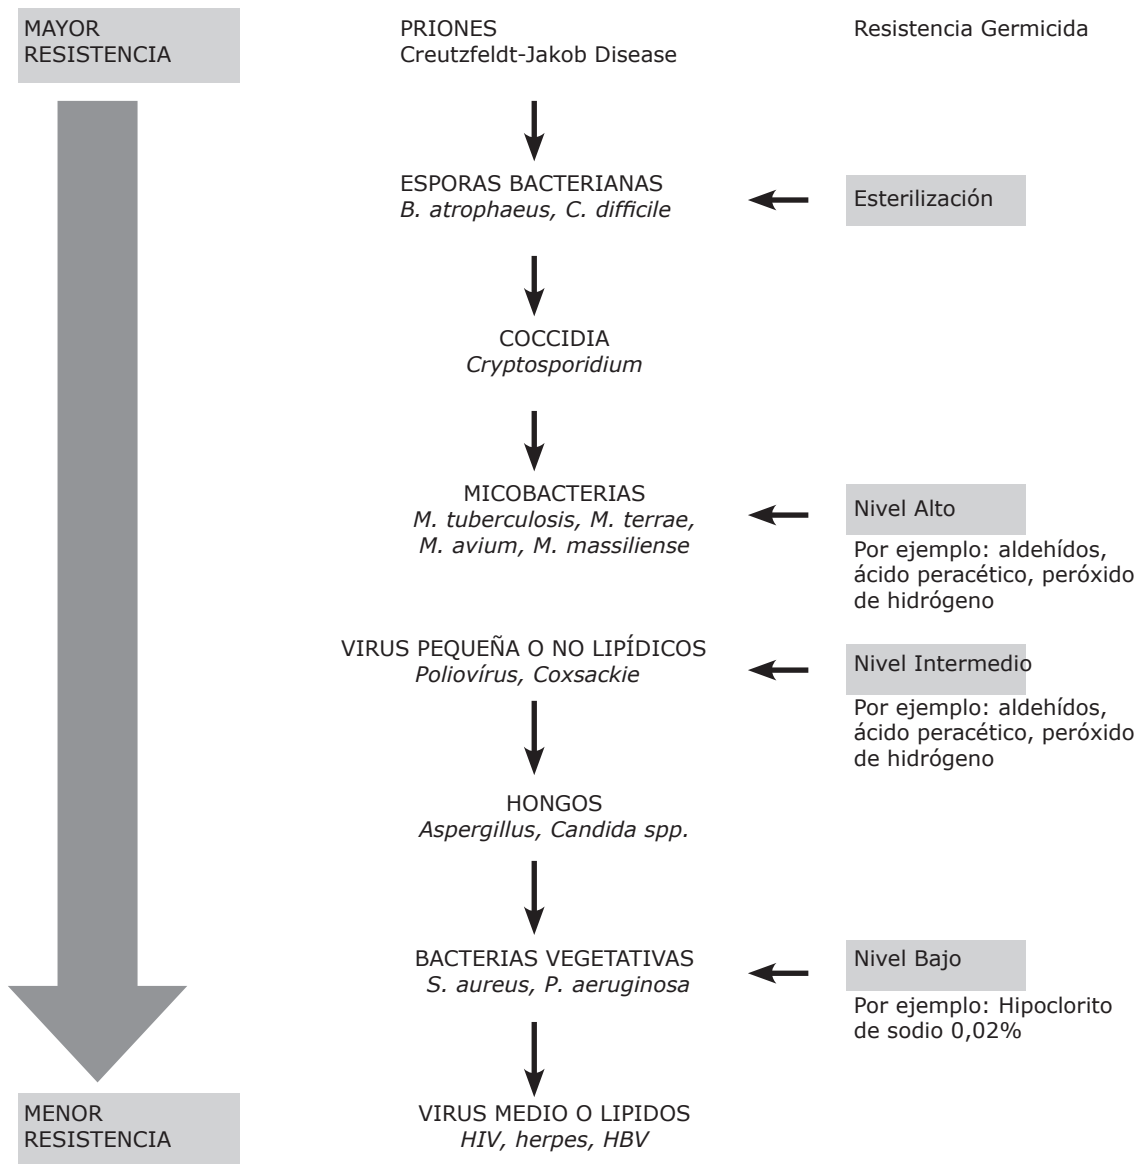 MAYOR
RESISTENCIA
PRIONES
Creutzfeldt-Jakob Disease
Resistencia Germicida
ESPORAS BACTERIANAS
B. atrophaeus, C. difficile
Esterilización
COCCIDIA
Cryptosporidium
MICOBACTERIAS
M. tuberculosis, M. terrae,
M. avium, M. massiliense
Nivel Alto
Por ejemplo: aldehídos,
ácido peracético, peróxido
de hidrógeno
VIRUS PEQUEÑA O NO LIPÍDICOS
Poliovírus, Coxsackie
Nivel Intermedio
Por ejemplo: aldehídos,
ácido peracético, peróxido
de hidrógeno
HONGOS
Aspergillus, Candida spp.
BACTERIAS VEGETATIVAS
S. aureus, P. aeruginosa
Nivel Bajo
Por ejemplo: Hipoclorito
de sodio 0,02%
MENOR
RESISTENCIA
VIRUS MEDIO O LIPIDOS
HIV, herpes, HBV